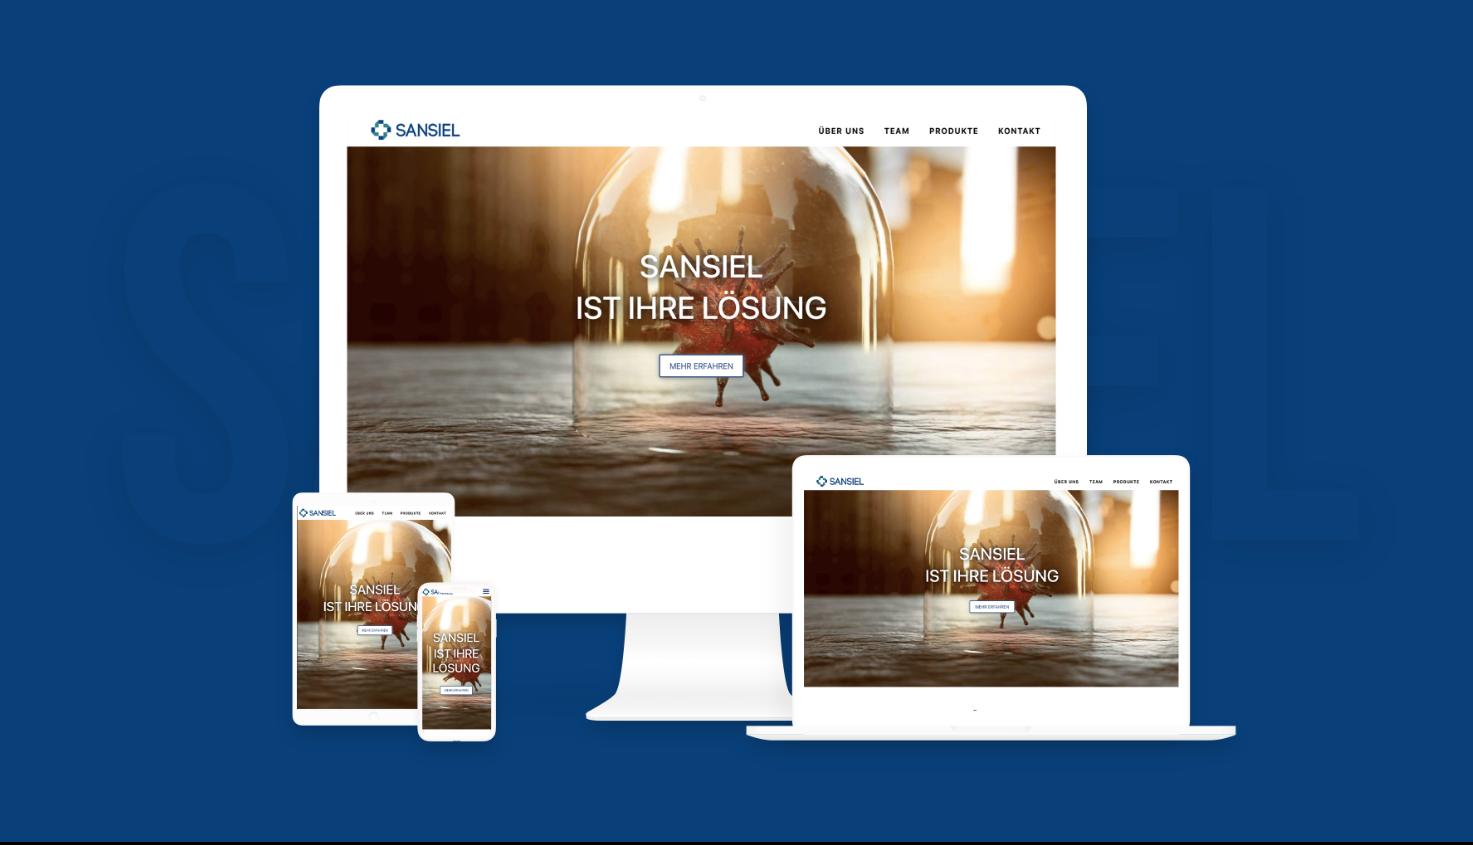 SANSIEL
ÜBER UNS TEAM PRODUKTE KONTAKT
SANSIEL
IST IHRE LÖSUNG
MEHR ERFAHREN
SANSIEL
ÜBER UNS TEAM PRODUKTE KONTAKT
SANSIEL
IST IHRE LÖSUNG
MEHR ERFAHREN
SANSIEL
ÜBER UNS TEAM PRODUKTE KONTAKT
SANSIEL
IST IHRE LÖSUN
MEHR ERFAHREN
SA
SANSIEL
IST IHRE
LÖSUNG
MEHR ERFAHREN
S
EL